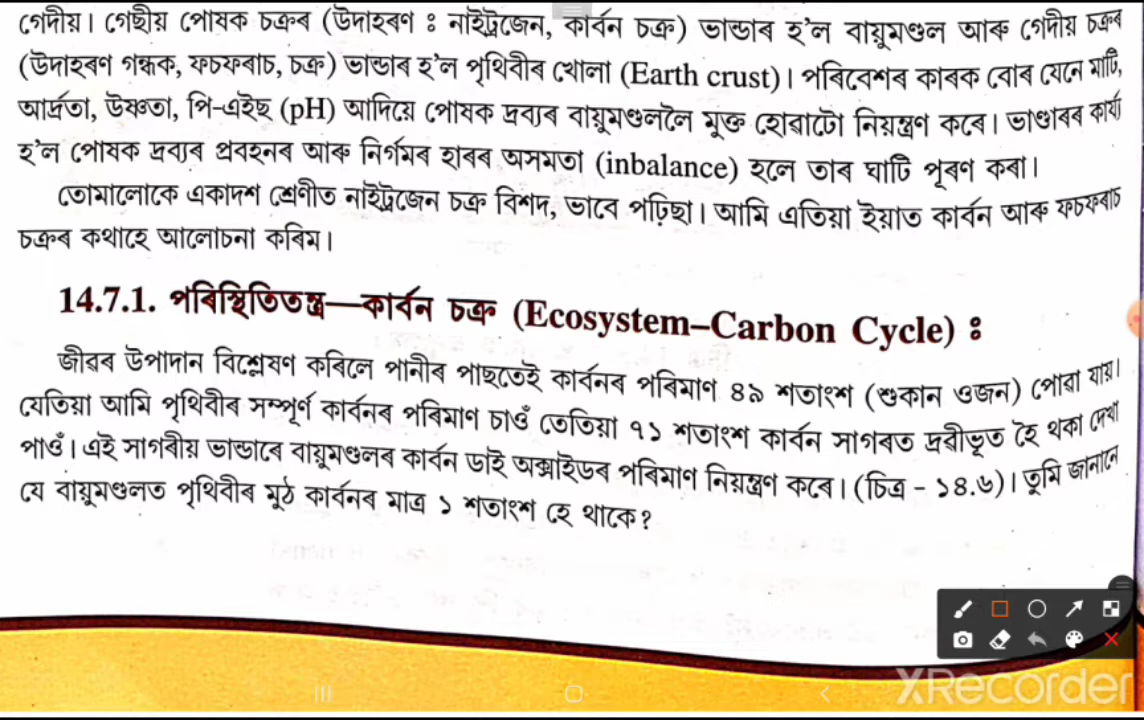 গেদীয়। গেছীয় পোষক চক্ৰৰ (উদাহৰণ ঃ নাইট্ৰজেন, কাৰ্বন চক্ৰ) ভান্ডাৰ হ'ল বায়ুমণ্ডল আৰু গেদীয় চক্ৰৰ
(উদাহৰণ গন্ধক, ফচফৰাচ, চক্ৰ) ভান্ডাৰ হ'ল পৃথিবীৰ খোলা (Earth crust)। পৰিবেশৰ কাৰক বোৰ যেনে মাটি,
আৰ্দ্ৰতা, উষ্ণতা, পি-এইছ (pH) আদিয়ে পোষক দ্ৰব্যৰ বায়ুমণ্ডললৈ মুক্ত হোৱাটো নিয়ন্ত্ৰণ কৰে। ভাণ্ডাৰৰ কাৰ্য্য
হ'ল পোষক দ্ৰব্যৰ প্ৰবহনৰ আৰু নিৰ্গমৰ হাৰৰ অসমতা (inbalance) হলে তাৰ ঘাটি পূৰণ কৰা।
তোমালোকে একাদশ শ্ৰেণীত নাইট্ৰজেন চক্ৰ বিশদ, ভাবে পঢ়িছা। আমি এতিয়া ইয়াত কাৰ্বন আৰু ফচফৰাচ
চক্ৰৰ কথাহে আলোচনা কৰিম।
14.7.1. পৰিস্থিতিতন্ত্ৰ—কাৰ্বন চক্ৰ (Ecosystem–Carbon Cycle) ঃ
জীৱৰ উপাদান বিশ্লেষণ কৰিলে পানীৰ পাছতেই কাৰ্বনৰ পৰিমাণ ৪৯ শতাংশ (শুকান ওজন) পোৱা যায়।
যেতিয়া আমি পৃথিবীৰ সম্পূৰ্ণ কাৰ্বনৰ পৰিমাণ চাওঁ তেতিয়া ৭১ শতাংশ কাৰ্বন সাগৰত দ্ৰৱীভূত হৈ থকা দেখা
পাওঁ। এই সাগৰীয় ভান্ডাৰে বায়ুমণ্ডলৰ কাৰ্বন ডাই অক্সাইডৰ পৰিমাণ নিয়ন্ত্ৰণ কৰে। (চিত্ৰ - ১৪.৬)। তুমি জানানে
যে বায়ুমণ্ডলত পৃথিবীৰ মুঠ কাৰ্বনৰ মাত্ৰ ১ শতাংশ হে থাকে?
XRecorder